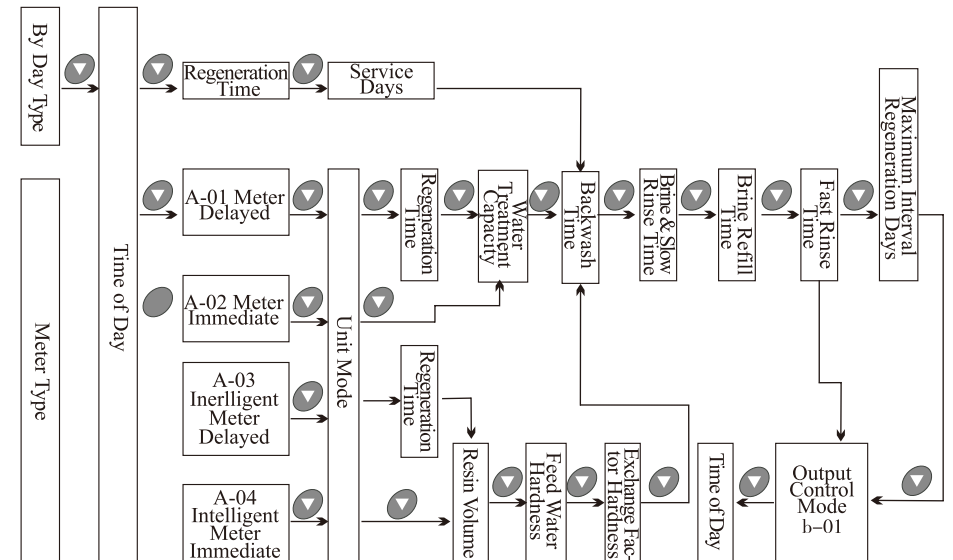 By Day Type
Meter Type
Time of Day
Regeneration
Time
Service
Days
A-01 Meter
Delayed
A-02 Meter
Immediate
A-03
Inerlligent
Meter
Delayed
A-04
Intelligent
Meter
Immediate
Unit Mode
Regeneration
Time
Water
Treatment
Capacity
Backwash
Time
Brine & Slow
Rinse Time
Brine Refill
Time
Fast Rinse
Time
Maximum Interval
Regeneration Days
Regeneration
Time
Resin Volume
Feed Water
Hardness
Exchange Fac-
tor Hardness
Time of Day
Output
Control
Mode
b-01